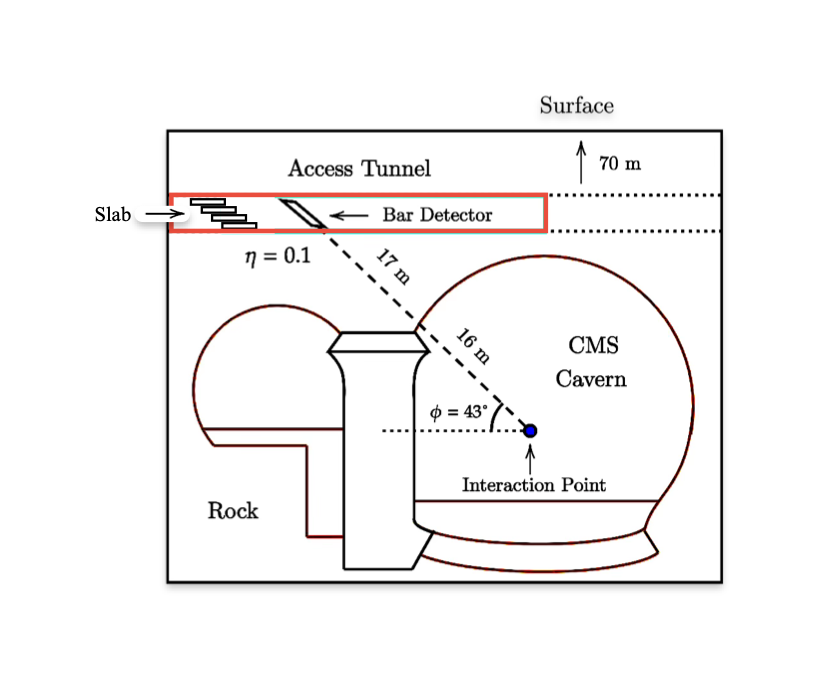 Surface
70 m
Access Tunnel
Slab
Bar Detector
η = 0.1
17 m
16 m
CMS
Cavern
ϕ = 43°
Interaction Point
Rock